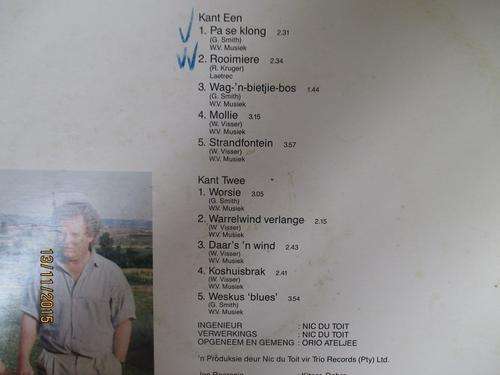 Kant Een
1. Pa se klong 2.31
(G. Smith)
W.V. Musiek
2. Rooimiere 2.34
(R. Kruger)
Laetrec
3. Wag-'n-bietjie-bos 1.44
(G. Smith)
W.V. Musiek
4. Mollie 3.15
(W. Visser)
W.V. Musiek
5. Strandfontein 3.57
(W. Visser)
W.V. Musiek
Kant Twee
1. Worsie 3.05
(G. Smith)
W.V. Musiek
2. Warrelwind verlange 2.15
(W. Visser)
W.V. Musiek
3. Daar's 'n wind 2.43
(W. Visser)
W.V. Musiek
4. Koshuisbrak 2.41
(W. Visser)
W.V. Musiek
5. Weskus 'blues' 3.54
(G. Smith)
W.V. Musiek
INGENIEUR : NIC DU TOIT
VERWERKINGS : NIC DU TOIT
OPGENEEM EN GEMENG : ORIO ATELJEE
'n Produksie deur Nic du Toit vir Trio Records (Pty) Ltd.
13/11/2015